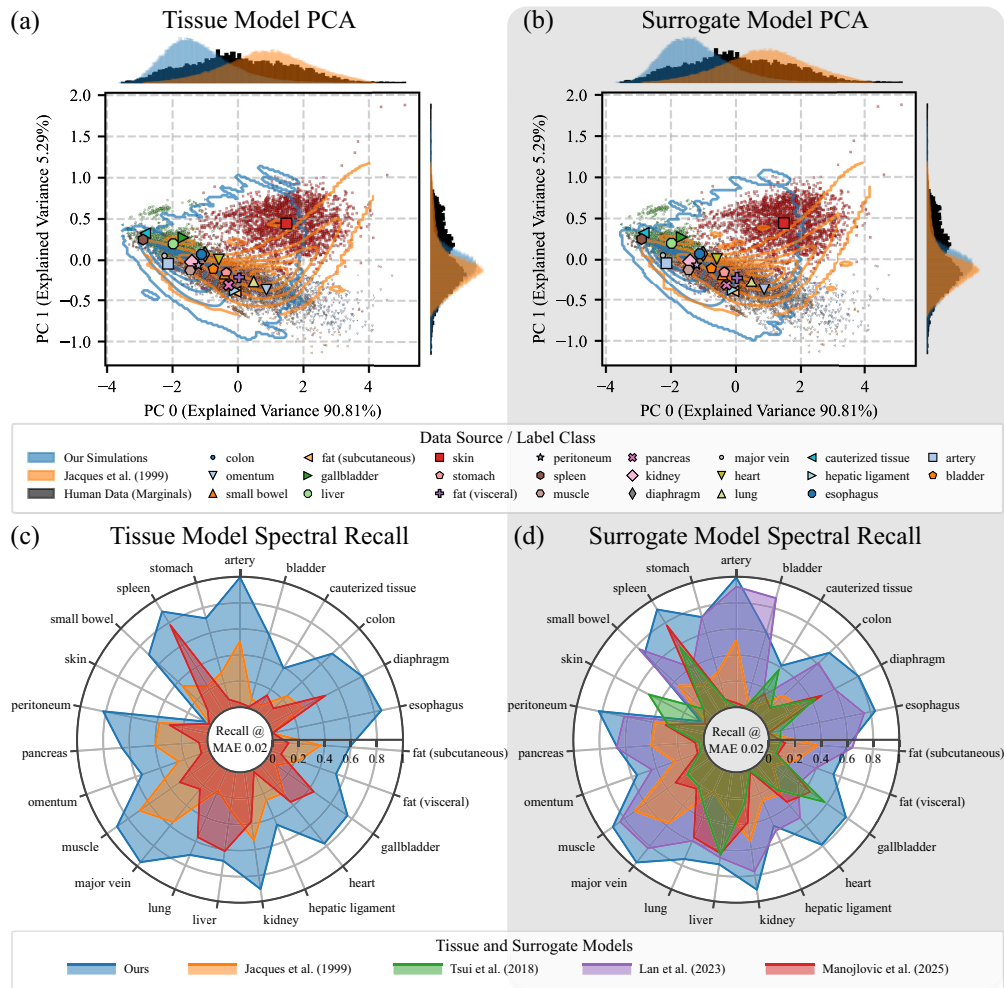 (a) Tissue Model PCA
2.0
1.5
1.0
0.5
0.0
−0.5
−1.0
PC 1 (Explained Variance 5.29%)
−4 −2 0 2 4
PC 0 (Explained Variance 90.81%)
(b) Surrogate Model PCA
2.0
1.5
1.0
0.5
0.0
−0.5
−1.0
PC 1 (Explained Variance 5.29%)
−4 −2 0 2 4
PC 0 (Explained Variance 90.81%)
Data Source / Label Class
Our Simulations colon fat (subcutaneous) skin peritoneum pancreas major vein cauterized tissue artery
Jacques et al. (1999) omentum gallbladder stomach spleen kidney heart hepatic ligament bladder
Human Data (Marginals) small bowel liver fat (visceral) muscle diaphragm lung esophagus
(c) Tissue Model Spectral Recall
artery
bladder
cauterized tissue
colon
diaphragm
esophagus
fat (subcutaneous)
fat (visceral)
gallbladder
heart
hepatic ligament
kidney
liver
lung
major vein
muscle
omentum
pancreas
peritoneum
skin
small bowel
spleen
stomach
Recall @
MAE 0.02
0 0.2 0.4 0.6 0.8 1
(d) Surrogate Model Spectral Recall
artery
bladder
cauterized tissue
colon
diaphragm
esophagus
fat (subcutaneous)
fat (visceral)
gallbladder
heart
hepatic ligament
kidney
liver
lung
major vein
muscle
omentum
pancreas
peritoneum
skin
small bowel
spleen
stomach
Recall @
MAE 0.02
0 0.2 0.4 0.6 0.8 1
Tissue and Surrogate Models
Ours Jacques et al. (1999) Tsui et al. (2018) Lan et al. (2023) Manojlovic et al. (2025)